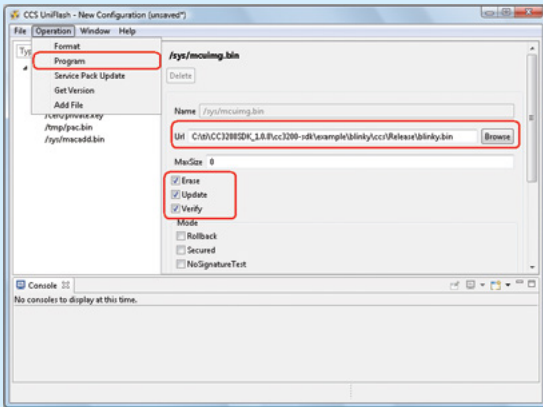 CCS UniFlash - New Configuration (unsaved*)
File Operation Window Help
Format
Program
Service Pack Update
Get Version
Add File
/cert/private.key
/tmp/pac.bin
/sys/macadd.bin
/sys/mcuimg.bin
Delete
Name /sys/mcuimg.bin
Url C:\ti\CC3200SDK_1.0.0\cc3200-sdk\example\blinky\ccs\Release\blinky.bin Browse
MaxSize 0
Erase
Update
Verify
Mode
Rollback
Secured
NoSignatureTest
Console
No consoles to display at this time.